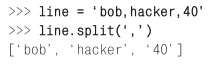 >>> line = 'bob,hacker,40'
>>> line.split(‘,’)
[‘bob’, ‘hacker’, ‘40’]